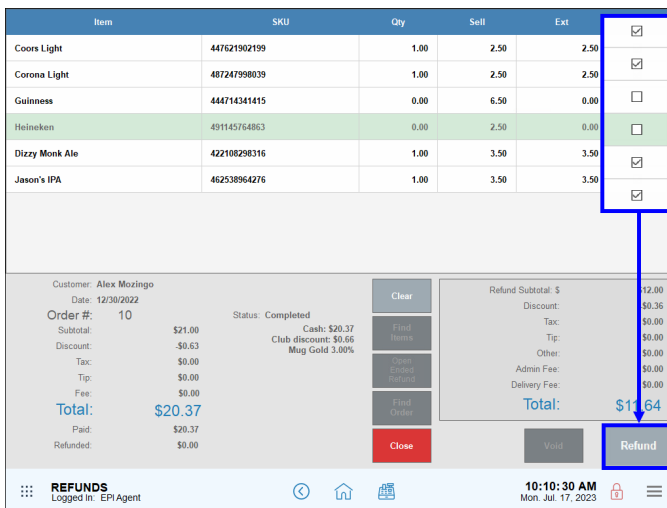 Item SKU Qty Sell Ext
Coors Light 447621902199 1.00 2.50 2.50
Corona Light 487247998039 1.00 2.50 2.50
Guinness 444714341415 0.00 6.50 0.00
Heineken 491145764863 0.00 2.50 0.00
Dizzy Monk Ale 422108298316 1.00 3.50 3.50
Jason's IPA 462538964276 1.00 3.50 3.50
Customer: Alex Mozingo
Date: 12/30/2022
Order #: 10
Subtotal: $21.00
Discount: -$0.63
Tax: $0.00
Tip: $0.00
Fee: $0.00
Total: $20.37
Paid: $20.37
Refunded: $0.00
Status: Completed
Cash: $20.37
Club discount: $0.66
Mug Gold 3.00%
Clear
Find
Items
Open
Ended
Refund
Find
Order
Close
Refund Subtotal: $ 12.00
Discount: $0.36
Tax: $0.00
Tip: $0.00
Other: $0.00
Admin Fee: $0.00
Delivery Fee: $0.00
Total: $11.64
Void
Refund
REFUNDS
Logged In: EPI Agent
10:10:30 AM
Mon. Jul. 17, 2023